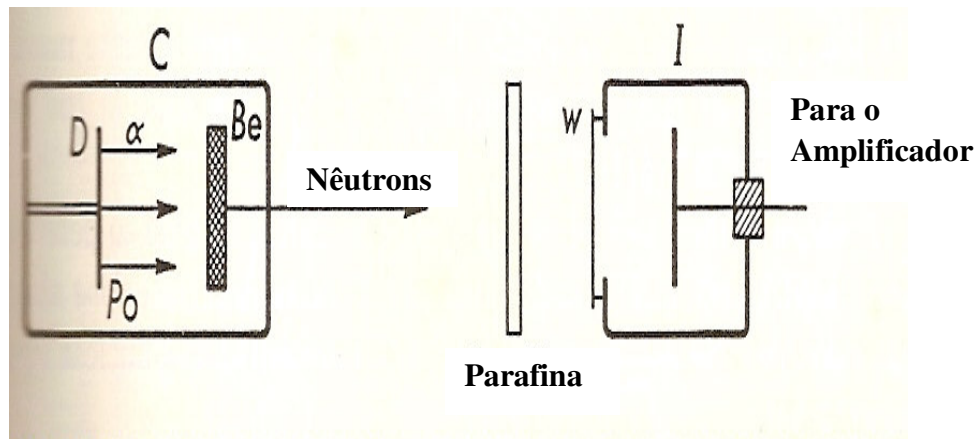 C
I
D
α
Be
W
Para o
Amplificador
Nêutrons
Po
Parafina